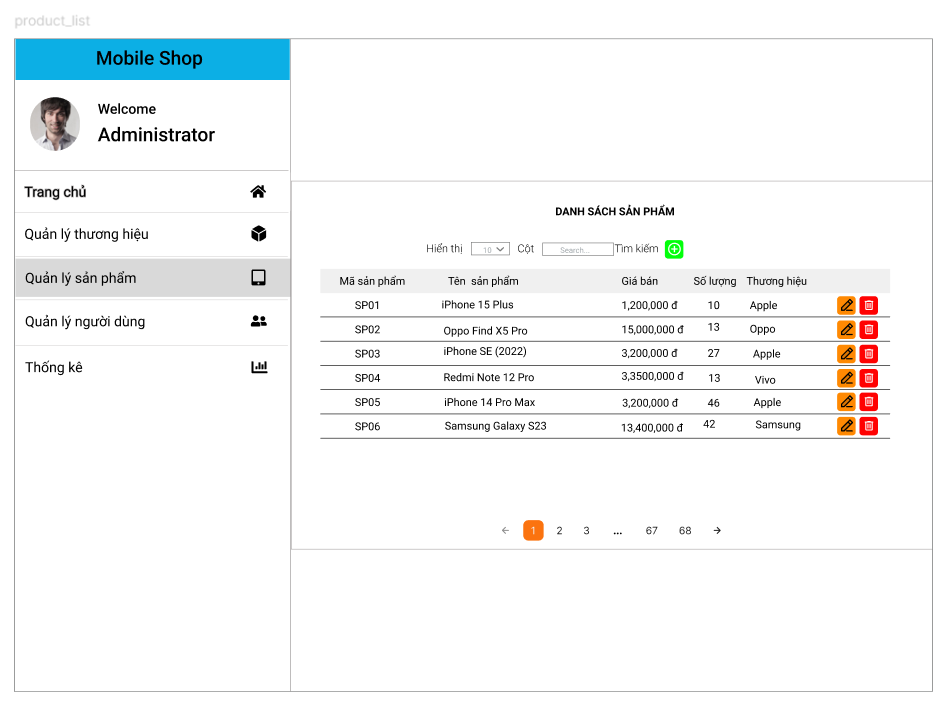 product_list
Mobile Shop
Welcome
Administrator
Trang chủ
Quản lý thương hiệu
Quản lý sản phẩm
Quản lý người dùng
Thống kê
DANH SÁCH SẢN PHẨM
Hiển thị 10 Cột Search... Tìm kiếm
Mã sản phẩm Tên sản phẩm Giá bán Số lượng Thương hiệu
SP01 iPhone 15 Plus 1,200,000 đ 10 Apple
SP02 Oppo Find X5 Pro 15,000,000 đ 13 Oppo
SP03 iPhone SE (2022) 3,200,000 đ 27 Apple
SP04 Redmi Note 12 Pro 3,3500,000 đ 13 Vivo
SP05 iPhone 14 Pro Max 3,200,000 đ 46 Apple
SP06 Samsung Galaxy S23 13,400,000 đ 42 Samsung
← 1 2 3 ... 67 68 →